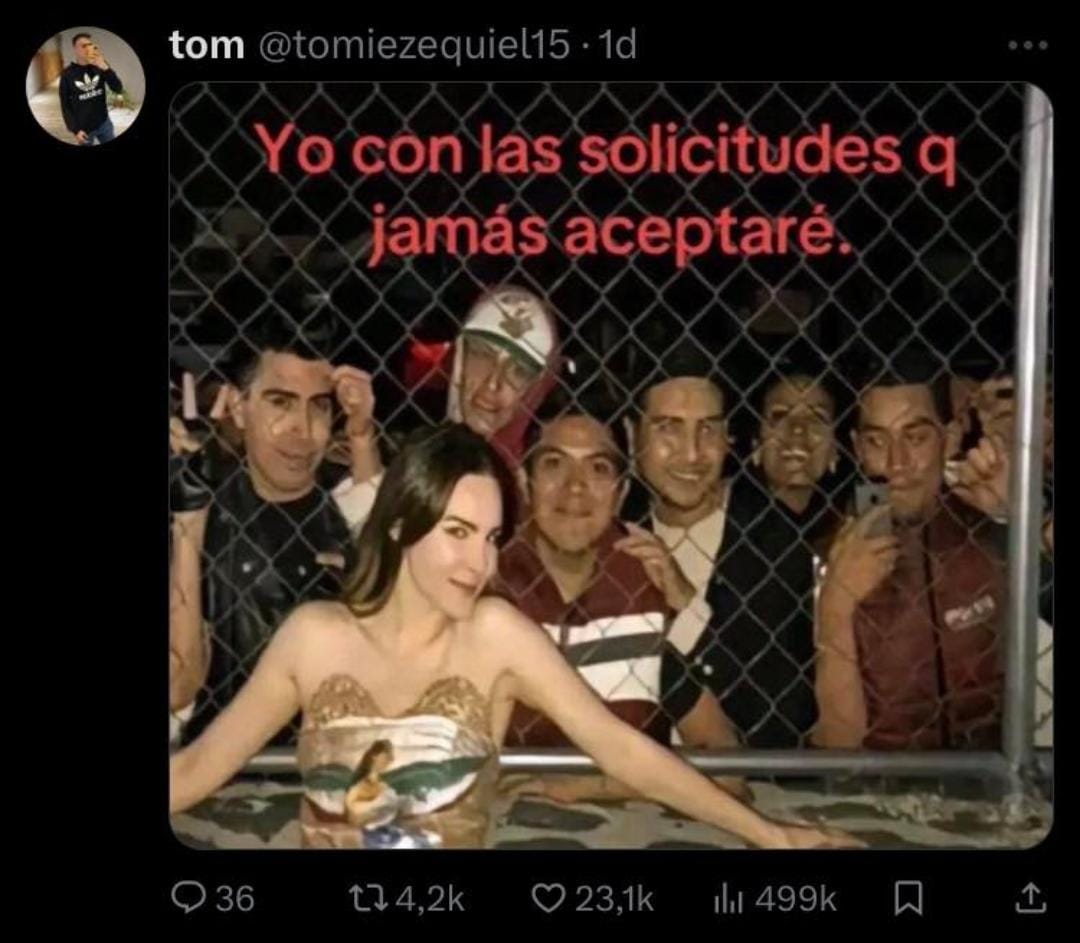 tom @tomiezequiel15 · 1d
Yo con las solicitudes q
jamás aceptaré.
36 4,2k 23,1k 499k